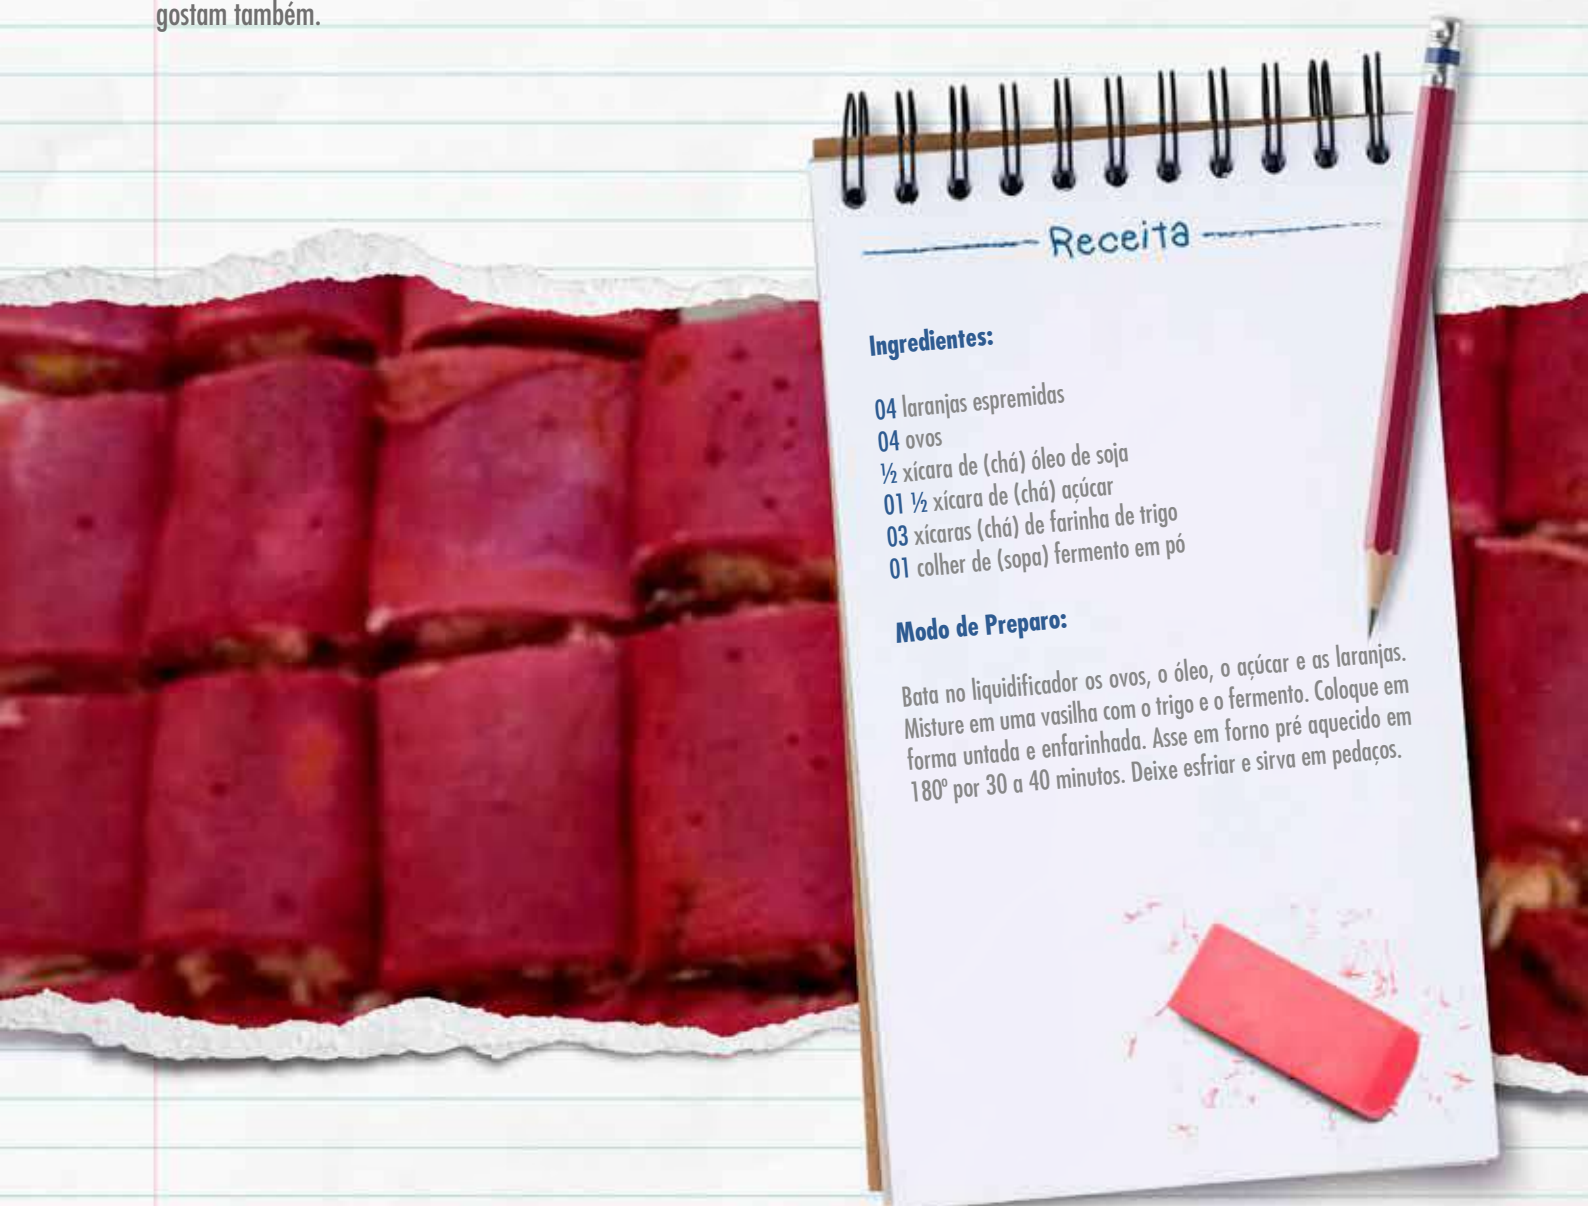 gostam também.
Receita
Ingredientes:
04 laranjas espremidas
04 ovos
½ xícara de (chá) óleo de soja
01 ½ xícara de (chá) açúcar
03 xícaras (chá) de farinha de trigo
01 colher de (sopa) fermento em pó
Modo de Preparo:
Bata no liquidificador os ovos, o óleo, o açúcar e as laranjas.
Misture em uma vasilha com o trigo e o fermento. Coloque em
forma untada e enfarinhada. Asse em forno pré aquecido em
180º por 30 a 40 minutos. Deixe esfriar e sirva em pedaços.